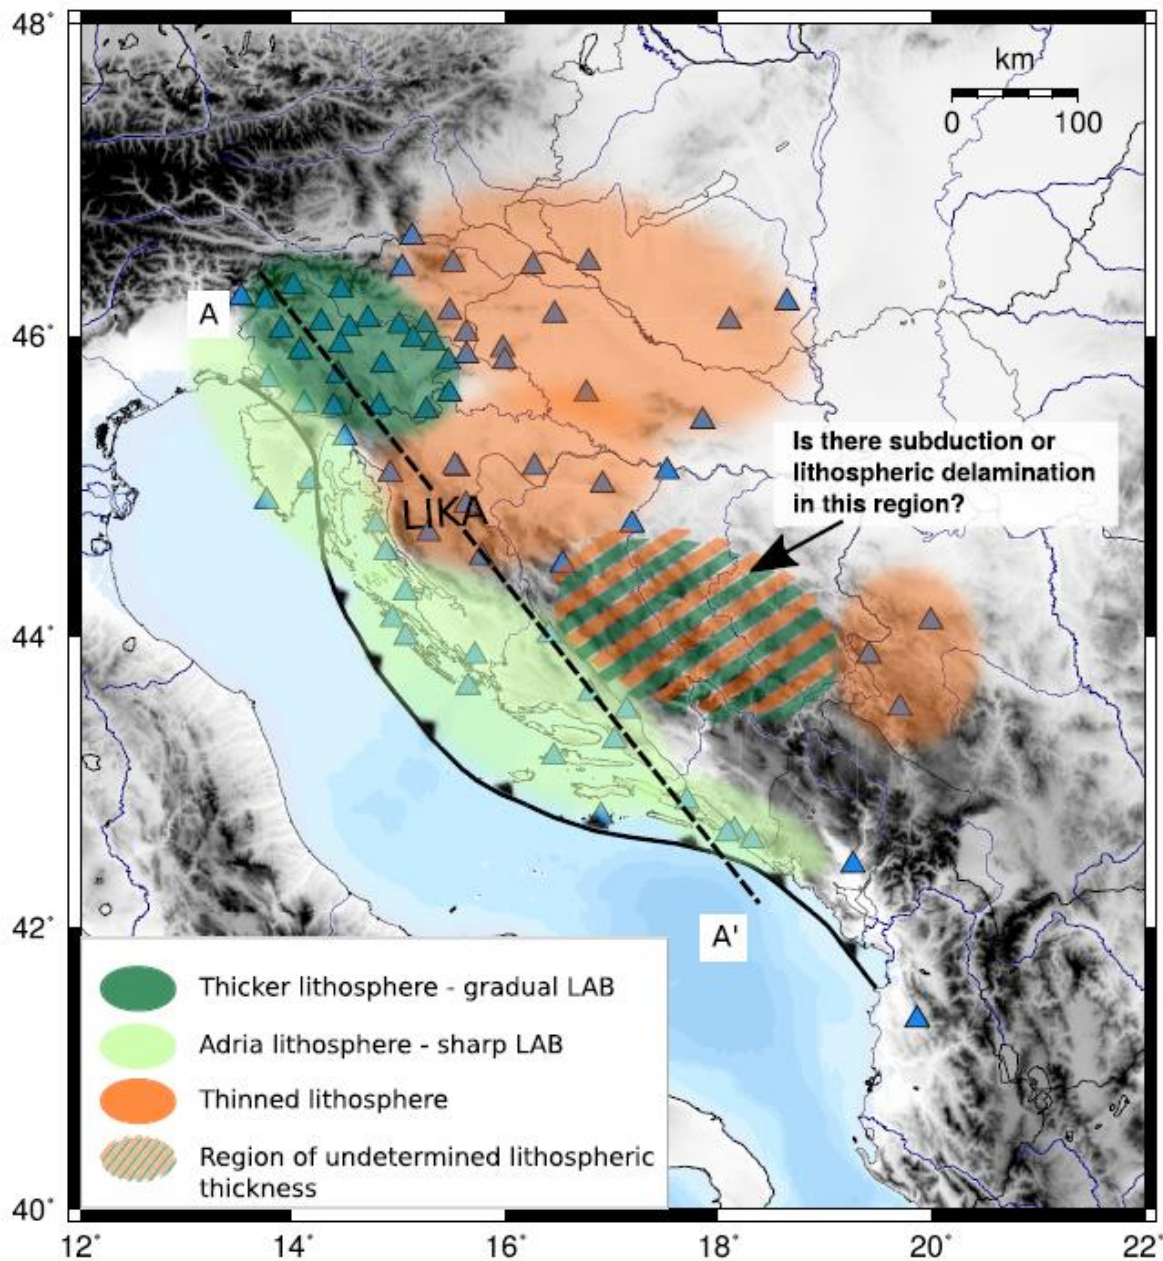 48°
km
0 100
A
46°
Is there subduction or
lithospheric delamination
in this region?
LIKA
44°
42°
A'
Thicker lithosphere - gradual LAB
Adria lithosphere - sharp LAB
Thinned lithosphere
Region of undetermined lithospheric
thickness
40°
12° 14° 16° 18° 20° 22°